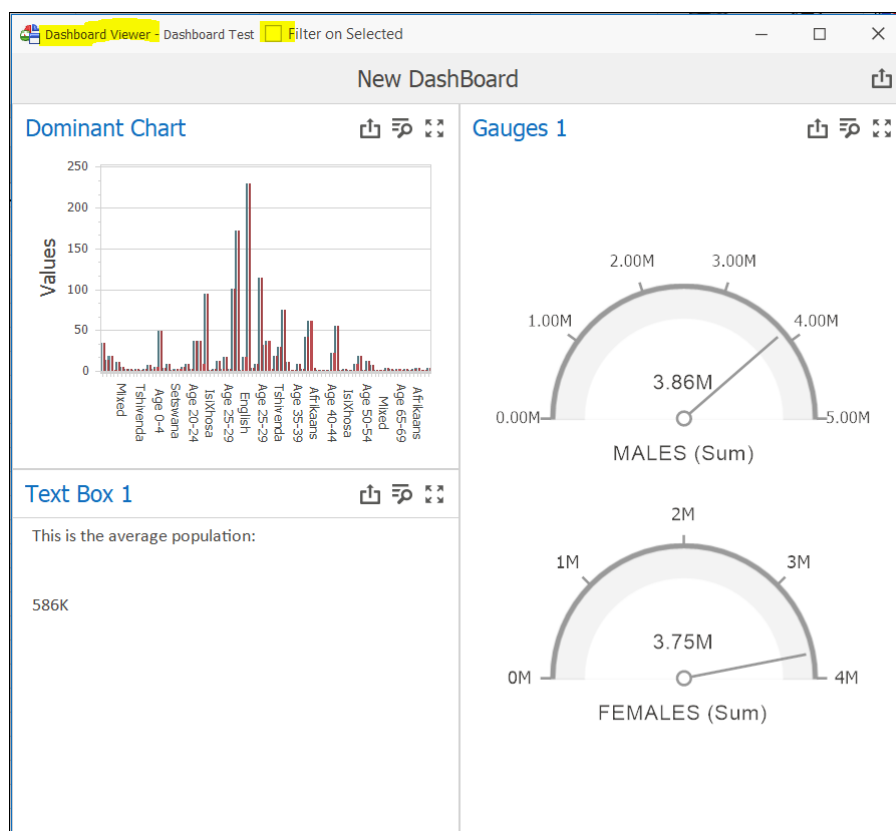 Dashboard Viewer - Dashboard Test Filter on Selected
New DashBoard
Dominant Chart
250
200
150
100
50
0
Values
Mixed
Tshivenda
Age 0-4
Setswana
Age 20-24
IsiXhosa
Age 25-29
English
Age 25-29
Tshivenda
Age 35-39
Afrikaans
Age 40-44
IsiXhosa
Age 50-54
Mixed
Age 65-69
Afrikaans
Text Box 1
This is the average population:
586K
Gauges 1
0.00M
1.00M
2.00M
3.00M
4.00M
5.00M
3.86M
MALES (Sum)
0M
1M
2M
3M
4M
3.75M
FEMALES (Sum)